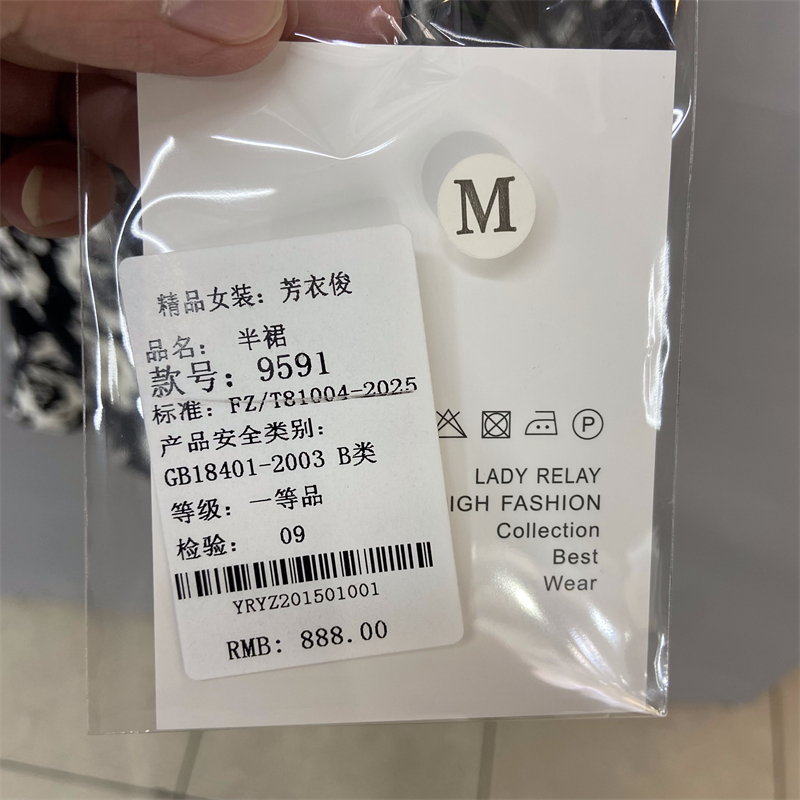 M
精品女装：芳衣俊
品名： 半裙
款号：9591
标准：FZ/T81004-2025
产品安全类别：
GB18401-2003 B类
等级：一等品
检验： 09
YRYZ201501001
RMB: 888.00
P
LADY RELAY
IGH FASHION
Collection
Best
Wear